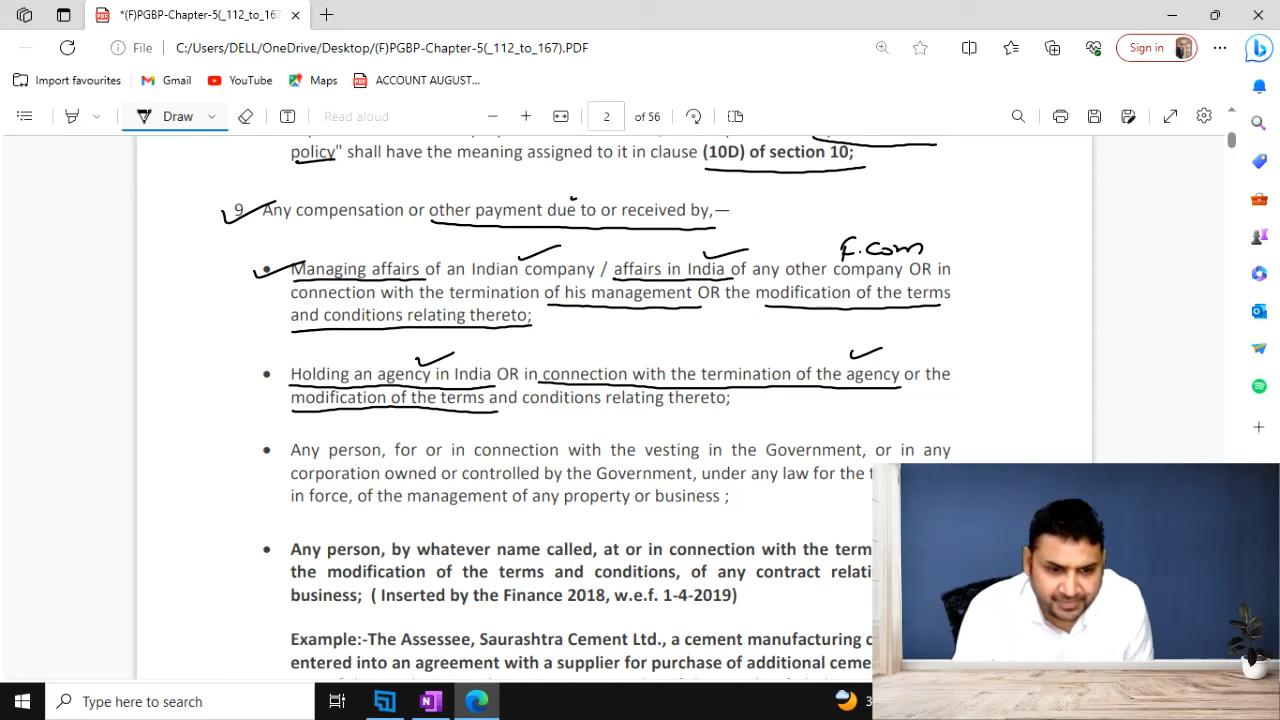 *(F)PGBP-Chapter-5(_112_to_167).P
File C:/Users/DELL/OneDrive/Desktop/(F)PGBP-Chapter-5(_112_to_167).PDF Sign in
Import favourites Gmail YouTube Maps ACCOUNT AUGUST...
Draw Read aloud 2 of 56
policy" shall have the meaning assigned to it in clause (10D) of section 10;
9 Any compensation or other payment due to or received by,—
F.Com
• Managing affairs of an Indian company / affairs in India of any other company OR in
connection with the termination of his management OR the modification of the terms
and conditions relating thereto;
• Holding an agency in India OR in connection with the termination of the agency or the
modification of the terms and conditions relating thereto;
• Any person, for or in connection with the vesting in the Government, or in any
corporation owned or controlled by the Government, under any law for the t
in force, of the management of any property or business ;
• Any person, by whatever name called, at or in connection with the term
the modification of the terms and conditions, of any contract relati
business; ( Inserted by the Finance 2018, w.e.f. 1-4-2019)
Example:-The Assessee, Saurashtra Cement Ltd., a cement manufacturing c
entered into an agreement with a supplier for purchase of additional ceme
Type here to search 3